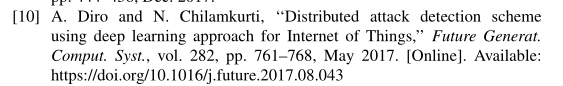 [10] A. Diro and N. Chilamkurti, “Distributed attack detection scheme
using deep learning approach for Internet of Things,” Future Generat.
Comput. Syst., vol. 282, pp. 761–768, May 2017. [Online]. Available:
https://doi.org/10.1016/j.future.2017.08.043